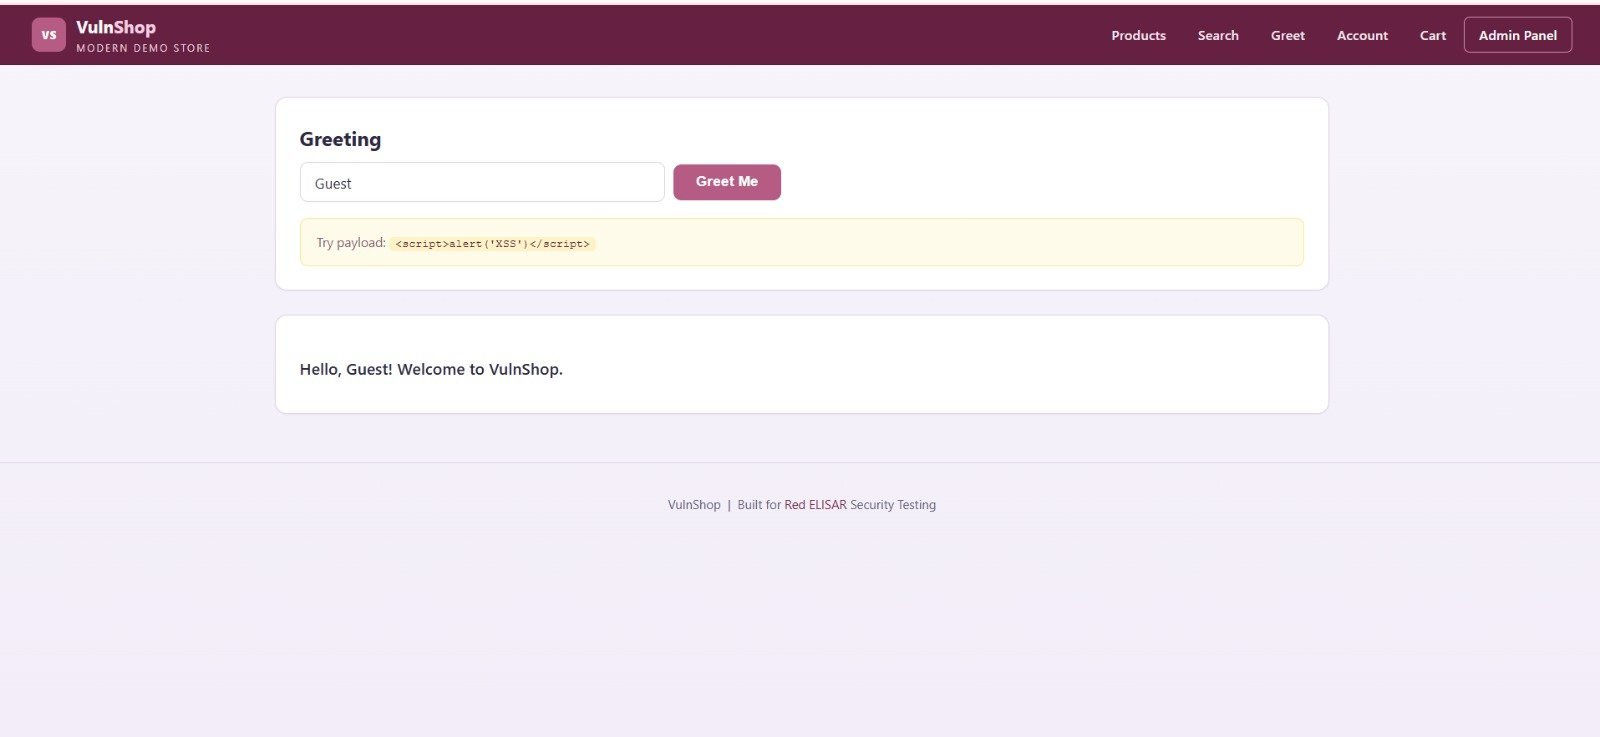 VS
VulnShop
MODERN DEMO STORE
Products
Search
Greet
Account
Cart
Admin Panel
Greeting
Guest
Greet Me
Try payload: <script>alert('XSS')</script>
Hello, Guest! Welcome to VulnShop.
VulnShop | Built for Red ELISAR Security Testing